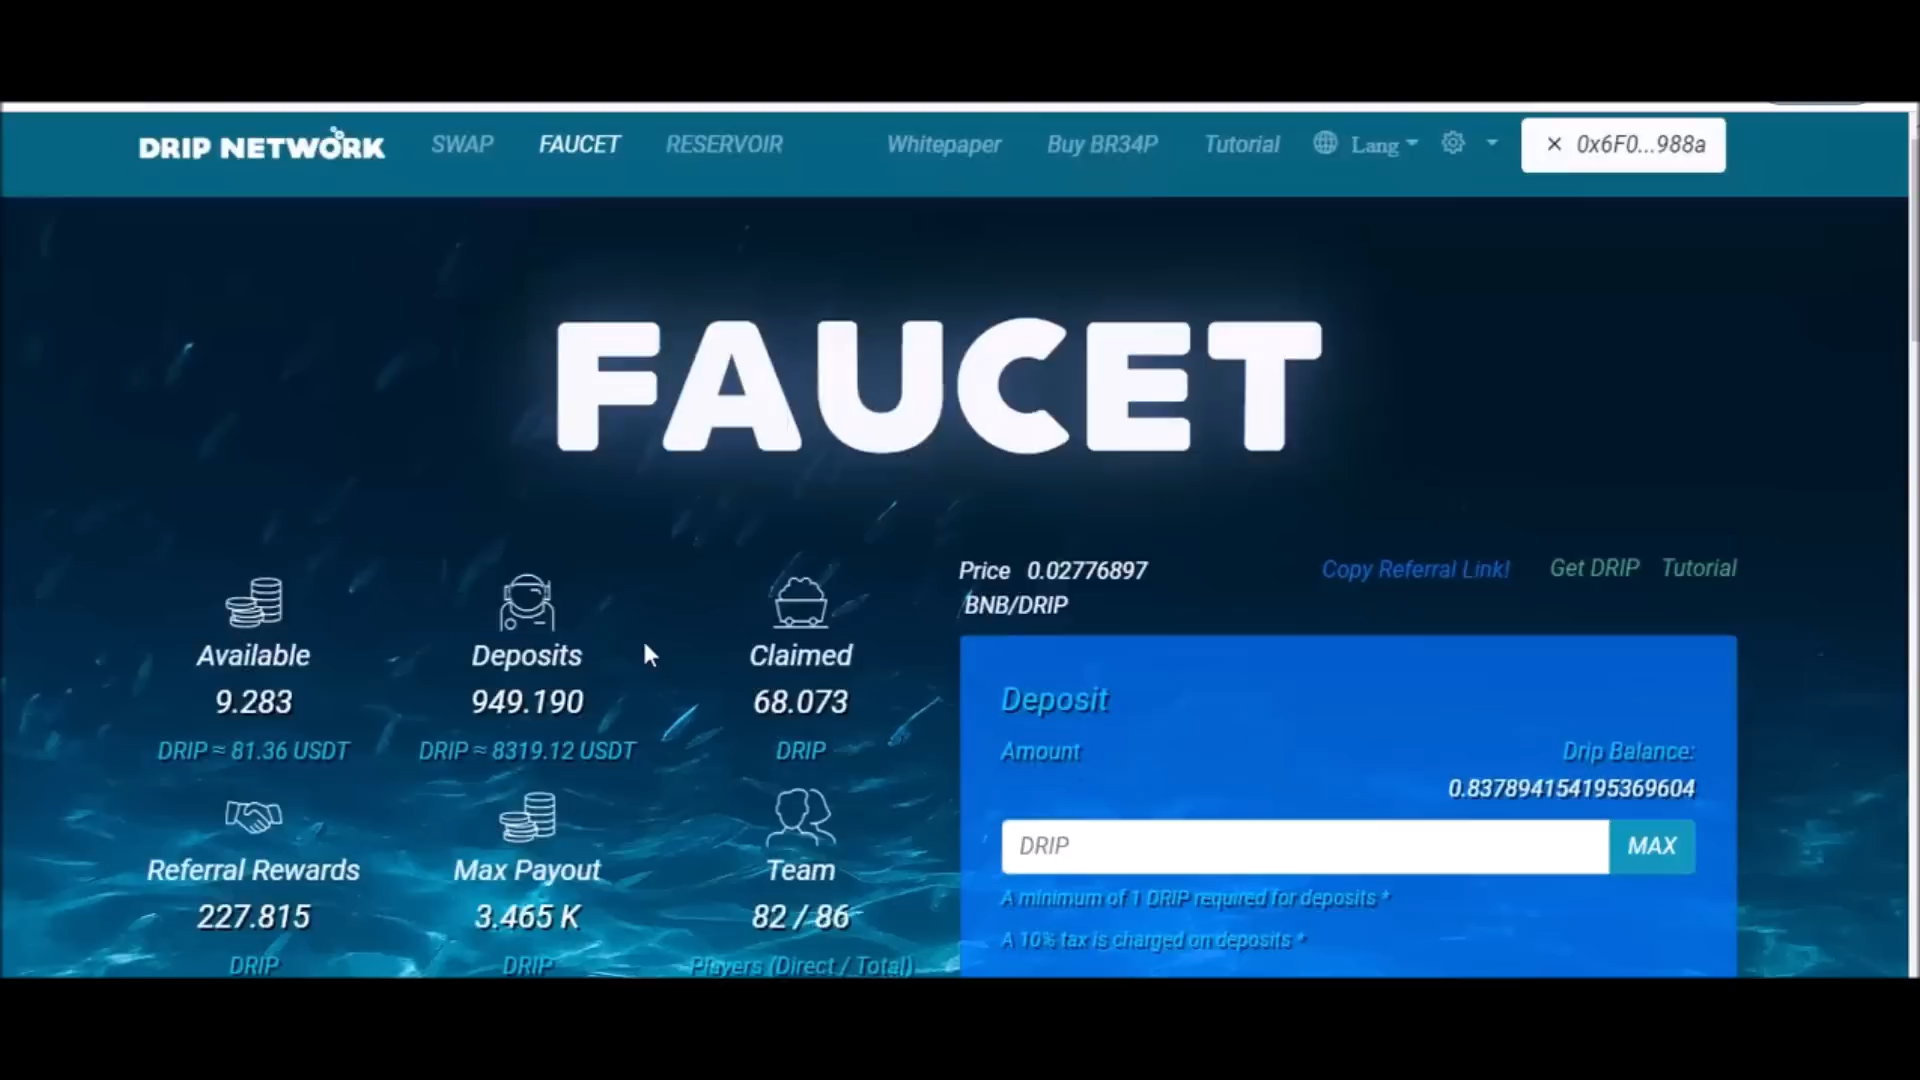 DRIP NETWORK SWAP FAUCET RESERVOIR Whitepaper Buy BR34P Tutorial Lang × 0x6F0...988a
FAUCET
Price 0.02776897
BNB/DRIP
Copy Referral Link! Get DRIP Tutorial
Available
9.283
DRIP ≈ 81.36 USDT
Deposits
949.190
DRIP ≈ 8319.12 USDT
Claimed
68.073
DRIP
Referral Rewards
227.815
DRIP
Max Payout
3.465 K
DRIP
Team
82 / 86
Players (Direct / Total)
Deposit
Amount
Drip Balance:
0.837894154195369604
DRIP MAX
A minimum of 1 DRIP required for deposits *
A 10% tax is charged on deposits *